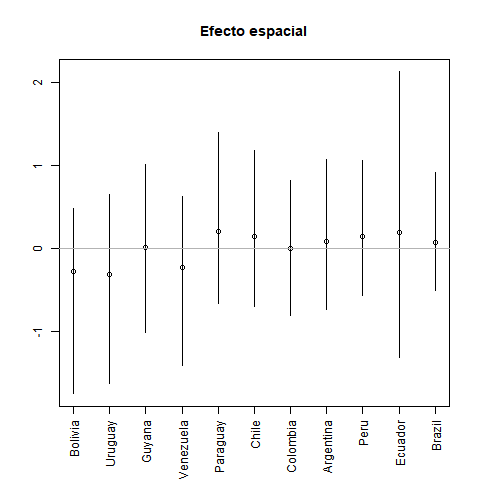 Efecto espacial
2
1
0
-1
Bolivia
Uruguay
Guyana
Venezuela
Paraguay
Chile
Colombia
Argentina
Peru
Ecuador
Brazil